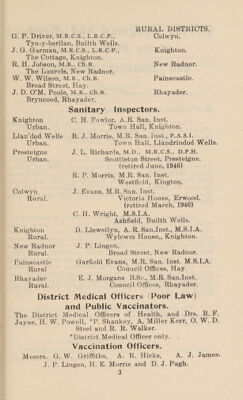 RURAL DISTRICTS.
G. P. Driver, M.R.C.S., L.R.C.P., Colwyn.
Tyn-y-berllan, Builth Wells.
J. G. Garman, M.R.C.S., L.R.C.P., Knighton.
The Cottage, Knighton.
R. H. Jobson, M.B., Ch.B. New Radnor.
The Laurels, New Radnor.
W. W. Wilson, M.B., Ch.B. Painscastle.
Broad Street, Hay.
J. D. O'M. Poole, M.B., Ch.B. Rhayader.
Bryncoed, Rhayader.
Sanitary Inspectors.
Knighton C. H. Fowler, A.R. San. Inst.
Urban. Town Hall, Knighton.
Llan'dod Wells R. J. Morris, M.R. San. Inst., F.A.S.I.
Urban. Town Hall, Llandrindod Wells.
Presteigne J. L. Richards, M.D., M.R.C.S., D.P.H.
Urban. Scottleton Street, Presteigne.
(retired June, 1946)
R. P. Morris, M.R. San. Inst.
Westfield, Kington.
Colwyn J. Evans, M.R. San. Inst.
Rural. Victoria House, Erwood.
(retired March, 1946)
C. H. Wright, M.S.I.A.
Ashfield, Builth Wells.
Knighton D. Llewellyn, A.R. San. Inst., M.S.I.A.
Rural. Wylcwm House,, Knighton.
New Radnor J. P. Lingen,
Rural. Broad Street, New Radnor.
Painscastle Garfield Evans, M.R. San. Inst. M.S.I.A.
Rural Council Offices, Hay.
Rhayader E. J. Morgans B.Sc., M.R. San. Inst.
Rural. Council Offices, Rhayader.
District Medical Officers (Poor Law)
and Public Vaccinators.
The District Medical Officers of Health, and Drs. R. F.
Jayne, H. W. Powell, *P. Shankey, A. Miller Kerr, O. W. D.
Steel and R. R. Walker.
*District Medical Officer only.
Vaccination Officers.
Messrs. G. W. Griffiths, A. R. Hicks, A. J. James,
J. P. Lingen, H. E. Morris and D. J. Pugh.
3